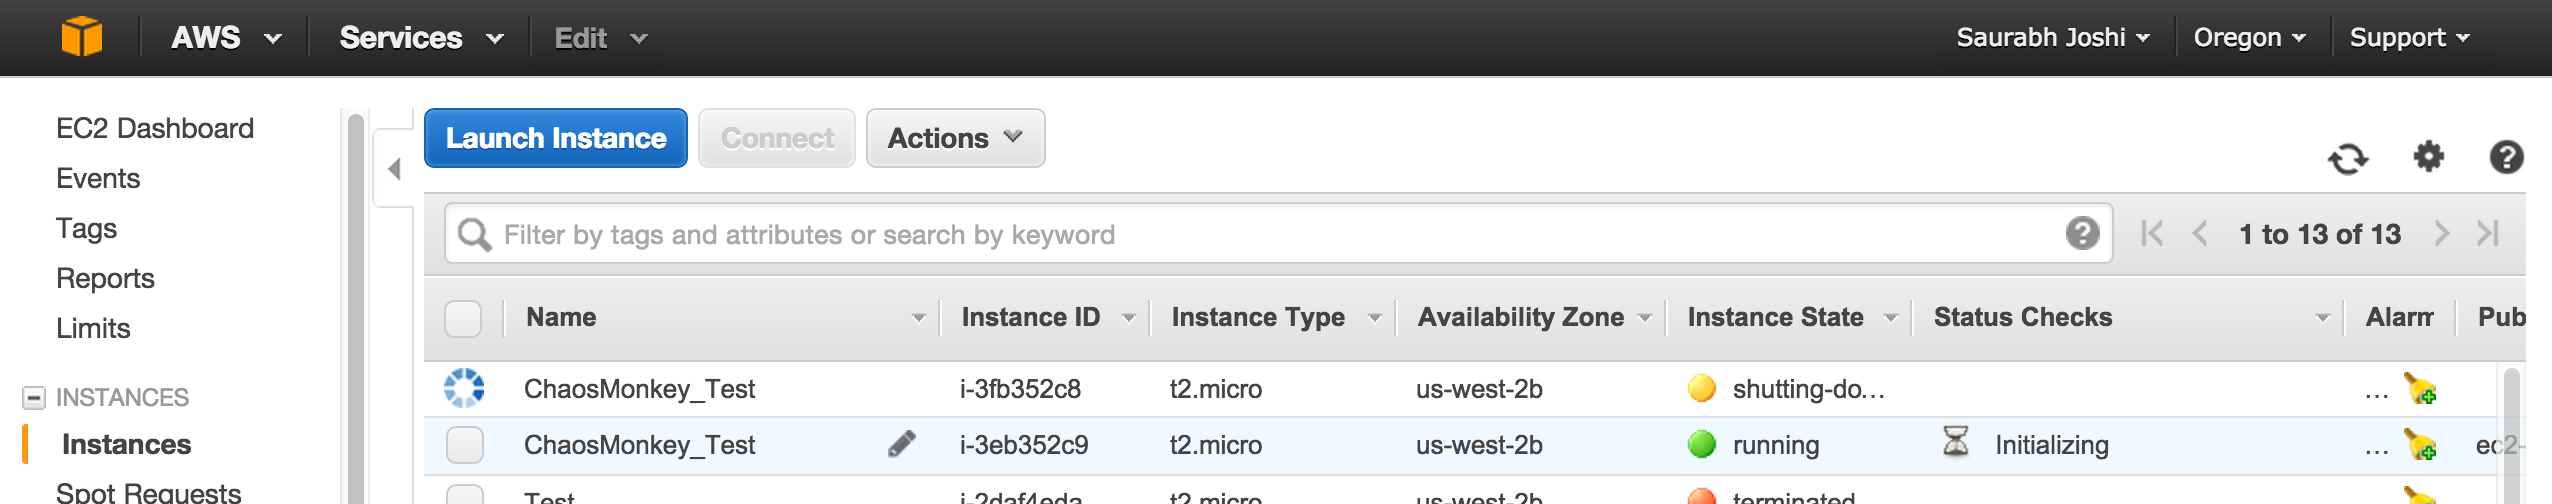 AWS Services Edit Saurabh Joshi Oregon Support
EC2 Dashboard
Events
Tags
Reports
Limits
INSTANCES
Instances
Spot Requests
Launch Instance Connect Actions
Filter by tags and attributes or search by keyword 1 to 13 of 13
Name Instance ID Instance Type Availability Zone Instance State Status Checks Alarm Pub
ChaosMonkey_Test i-3fb352c8 t2.micro us-west-2b shutting-do... ...
ChaosMonkey_Test i-3eb352c9 t2.micro us-west-2b running Initializing ... ec2-
Test i-2daf4eda t2.micro us-west-2b terminated